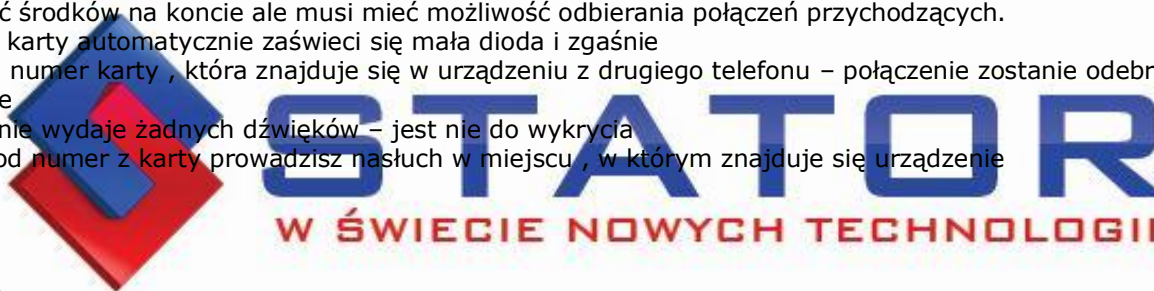 ć środków na koncie ale musi mieć możliwość odbierania połączeń przychodzących.
karty automatycznie zaświeci się mała dioda i zgaśnie
numer karty , która znajduje się w urządzeniu z drugiego telefonu – połączenie zostanie odebr
e
nie wydaje żadnych dźwięków – jest nie do wykrycia
od numer z karty prowadzisz nasłuch w miejscu , w którym znajduje się urządzenie
STATOR
W ŚWIECIE NOWYCH TECHNOLOGII